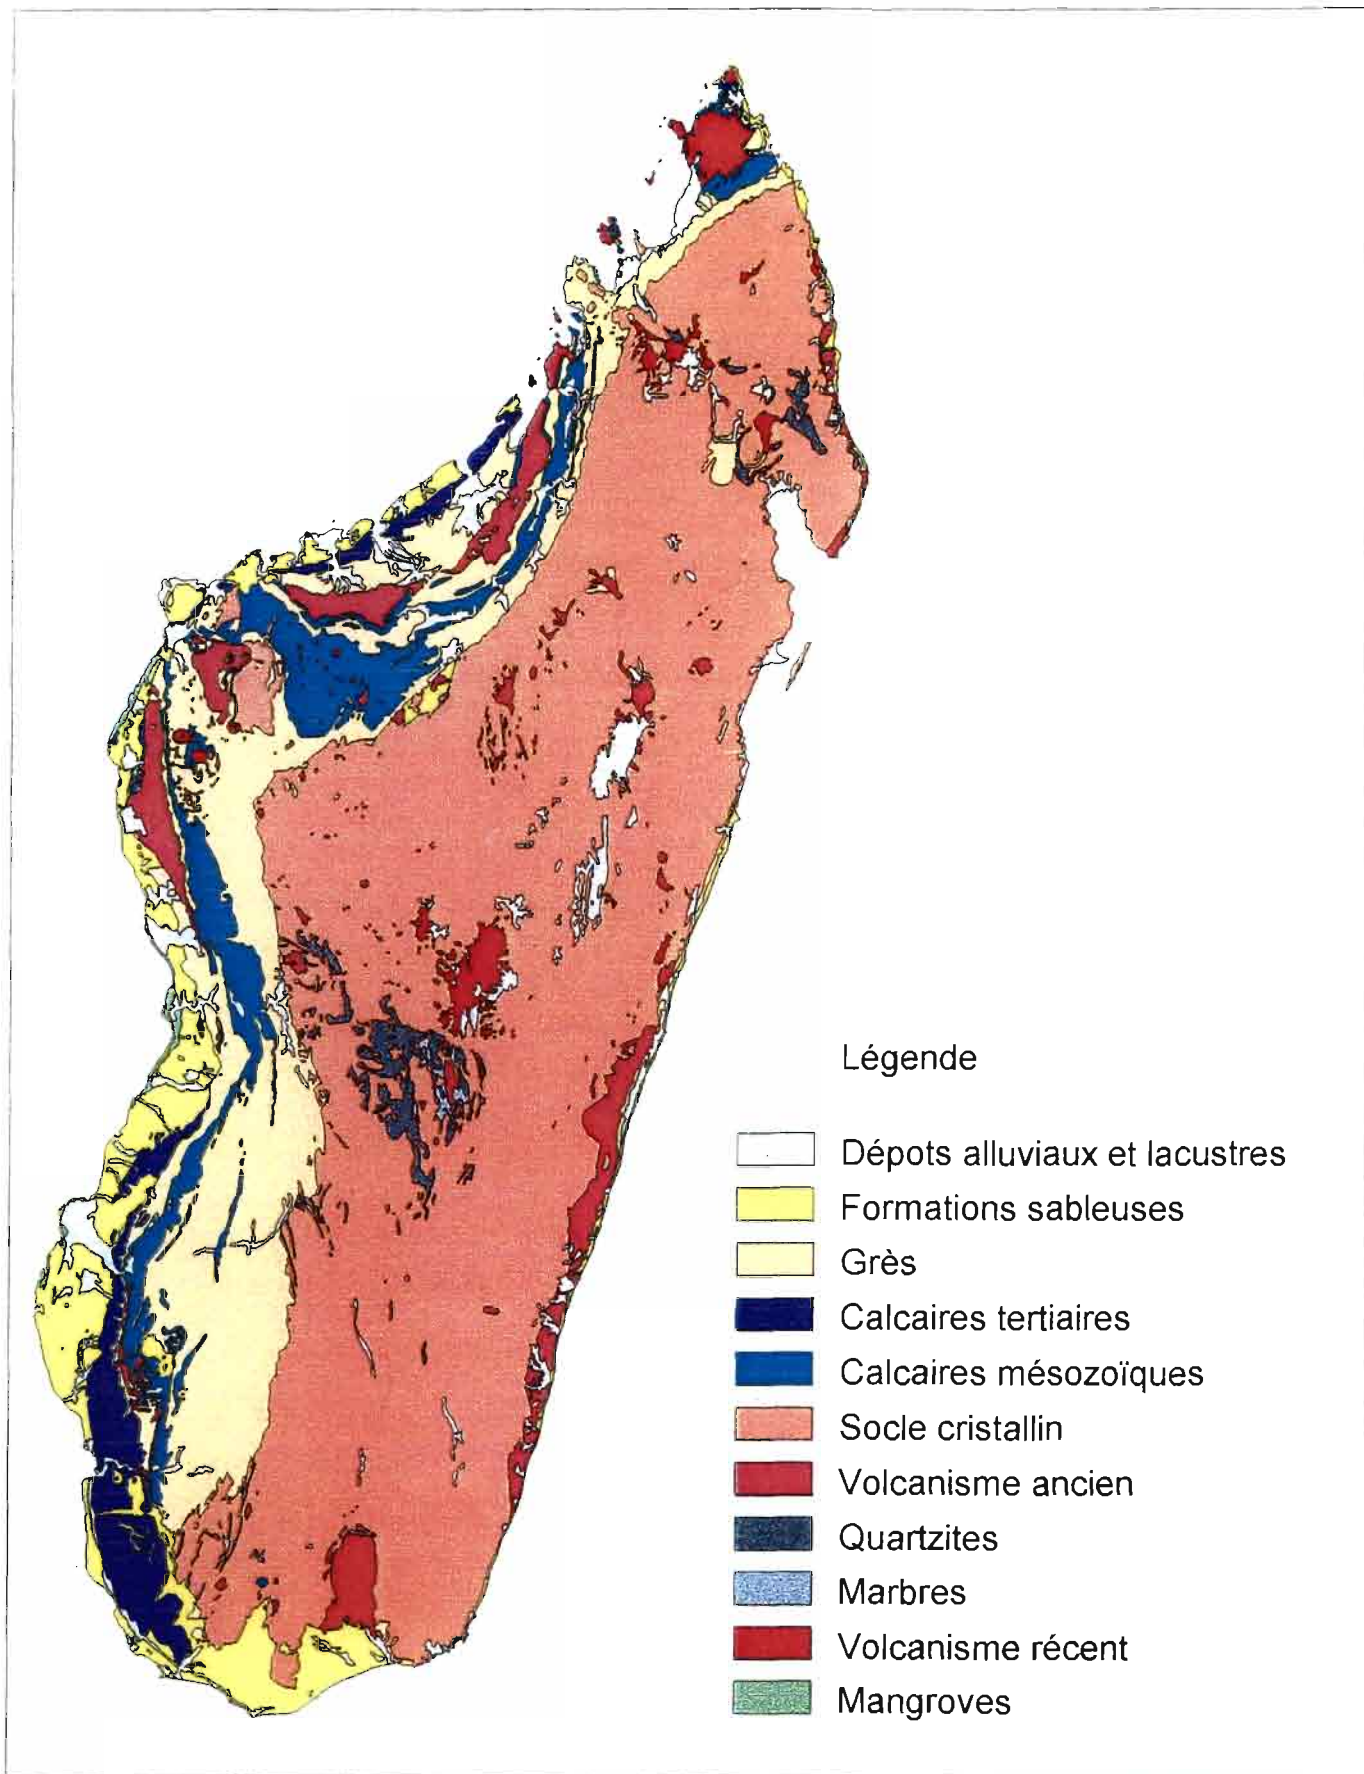 Légende
Dépots alluviaux et lacustres
Formations sableuses
Grès
Calcaires tertiaires
Calcaires mésozoïques
Socle cristallin
Volcanisme ancien
Quartzites
Marbres
Volcanisme récent
Mangroves